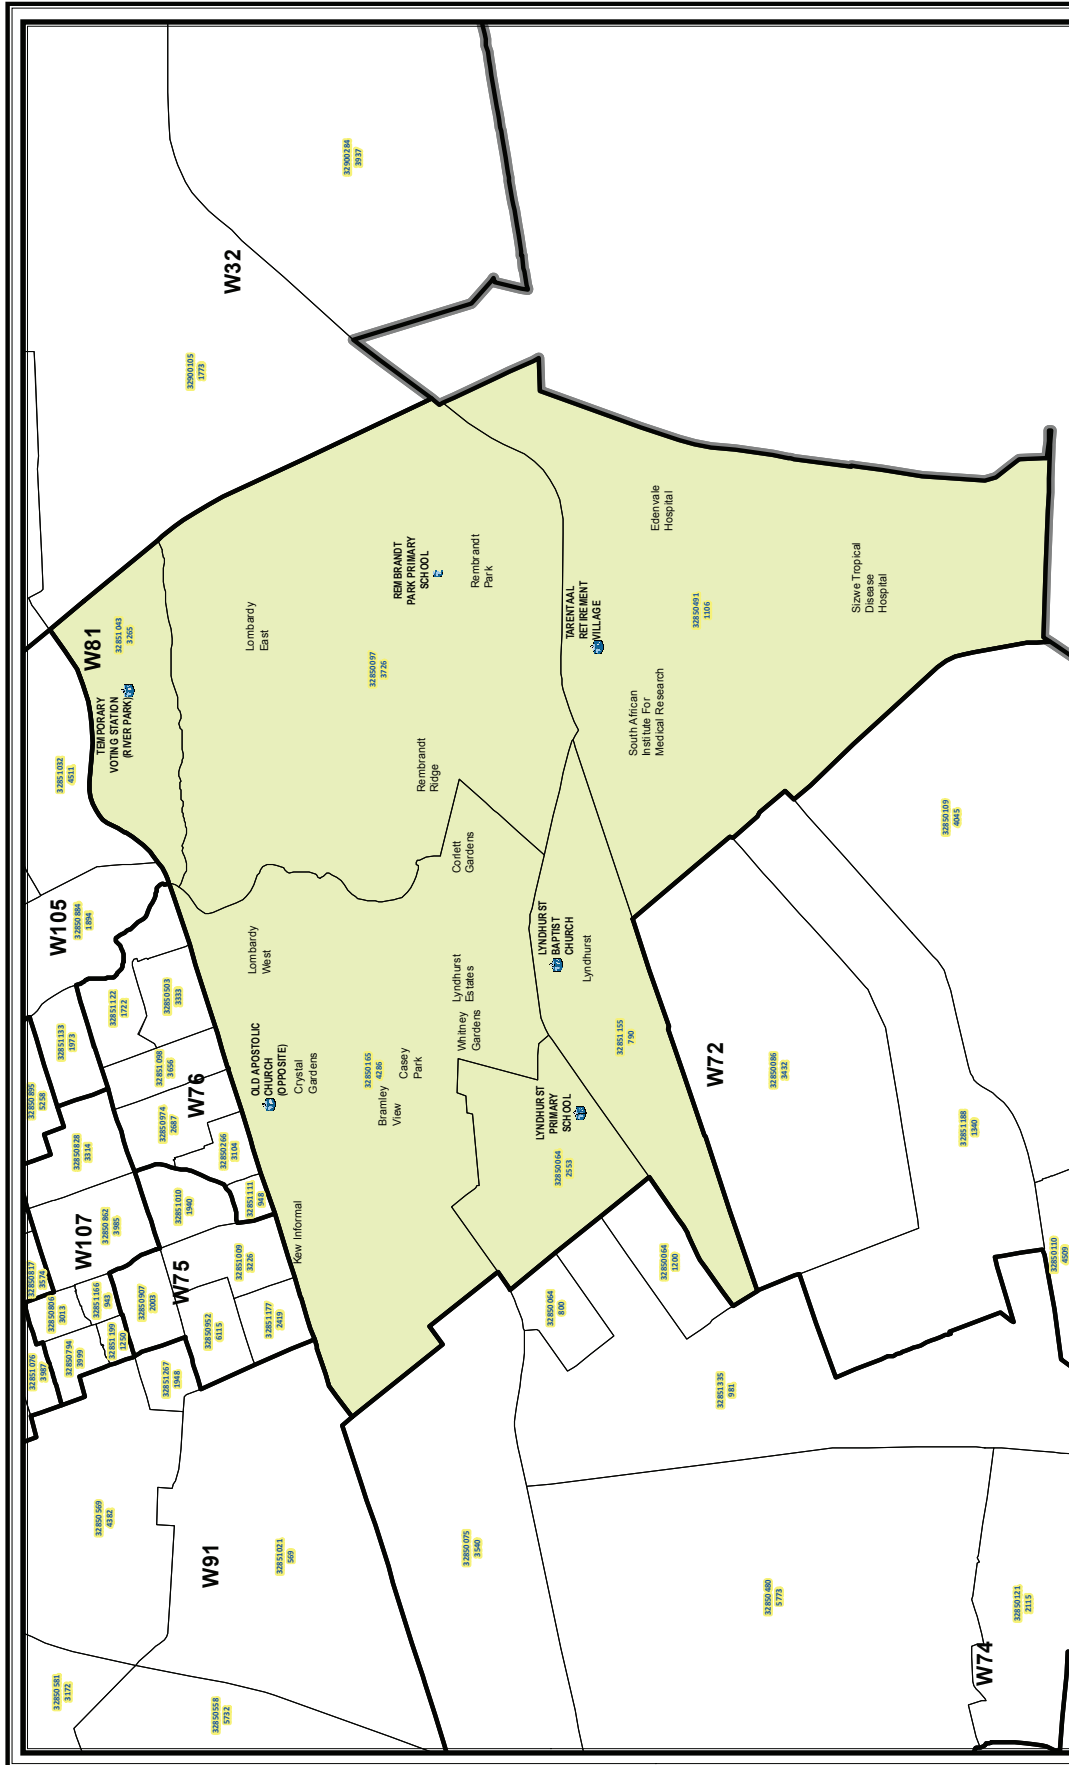 32850581
3172
32850569
4382
32851076
3987
32850794
3999
32850806
3013
32850817
3574
32851166
943
32851199
1250
W107
32850862
3985
32850828
3314
32850895
5258
32851133
1973
W105
32850884
1894
32851032
4511
W81
32851043
3265
TEMPORARY
VOTING STATION
(RIVER PARK)
32850558
5732
W91
32851021
569
32851267
1948
32850907
2003
W75
32850952
6115
32851177
2419
32851009
3226
32851010
1940
32851111
948
W76
32850974
2687
32850266
3104
32851098
3656
32851122
1722
32850503
3333
32900105
1773
W32
32900284
3937
Kew Informal
OLD APOSTOLIC
CHURCH
(OPPOSITE)
Crystal
Gardens
Lombardy
West
Lombardy
East
32850165
4286
Bramley
View
Casey
Park
32850097
3726
REMBRANDT
PARK PRIMARY
SCHOOL
Rembrandt
Park
Rembrandt
Ridge
Corlett
Gardens
Lyndhurst
Estates
Whitney
Gardens
32850075
3540
32850064
800
32850064
2553
LYNDHURST
PRIMARY
SCHOOL
LYNDHURST
BAPTIST
CHURCH
Lyndhurst
TARENTAAL
RETIREMENT
VILLAGE
32851155
790
South African
Institute For
Medical Research
Edenvale
Hospital
32850491
1106
32850064
1200
32851335
981
W72
32850086
3432
32850480
5773
Sizwe Tropical
Disease
Hospital
32850109
4045
32851188
1340
W74
32850121
2115
32850110
4509